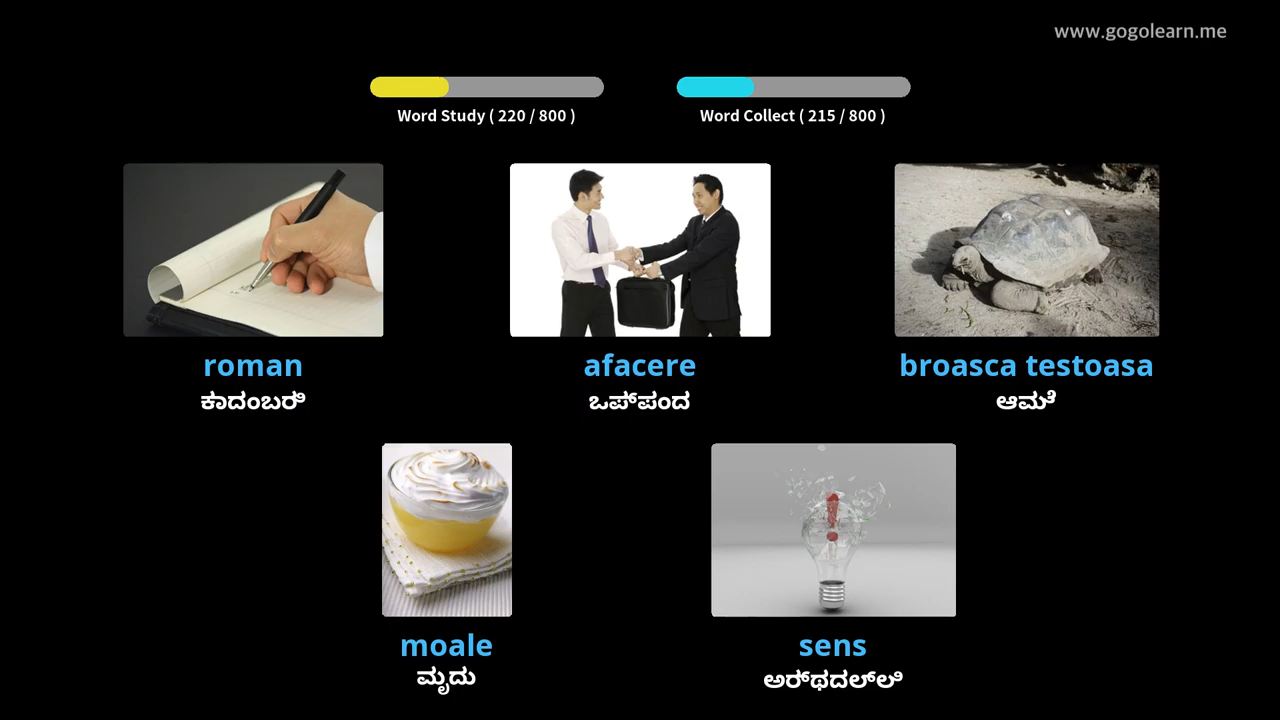 www.gogolearn.me
Word Study ( 220 / 800 )
Word Collect ( 215 / 800 )
roman
ಕಾದಂಬರಿ
afacere
ಒಪ್ಪಂದ
broasca testoasa
ಆಮೆ
moale
ಮೃದು
sens
ಅರ್ಥದಲ್ಲಿ